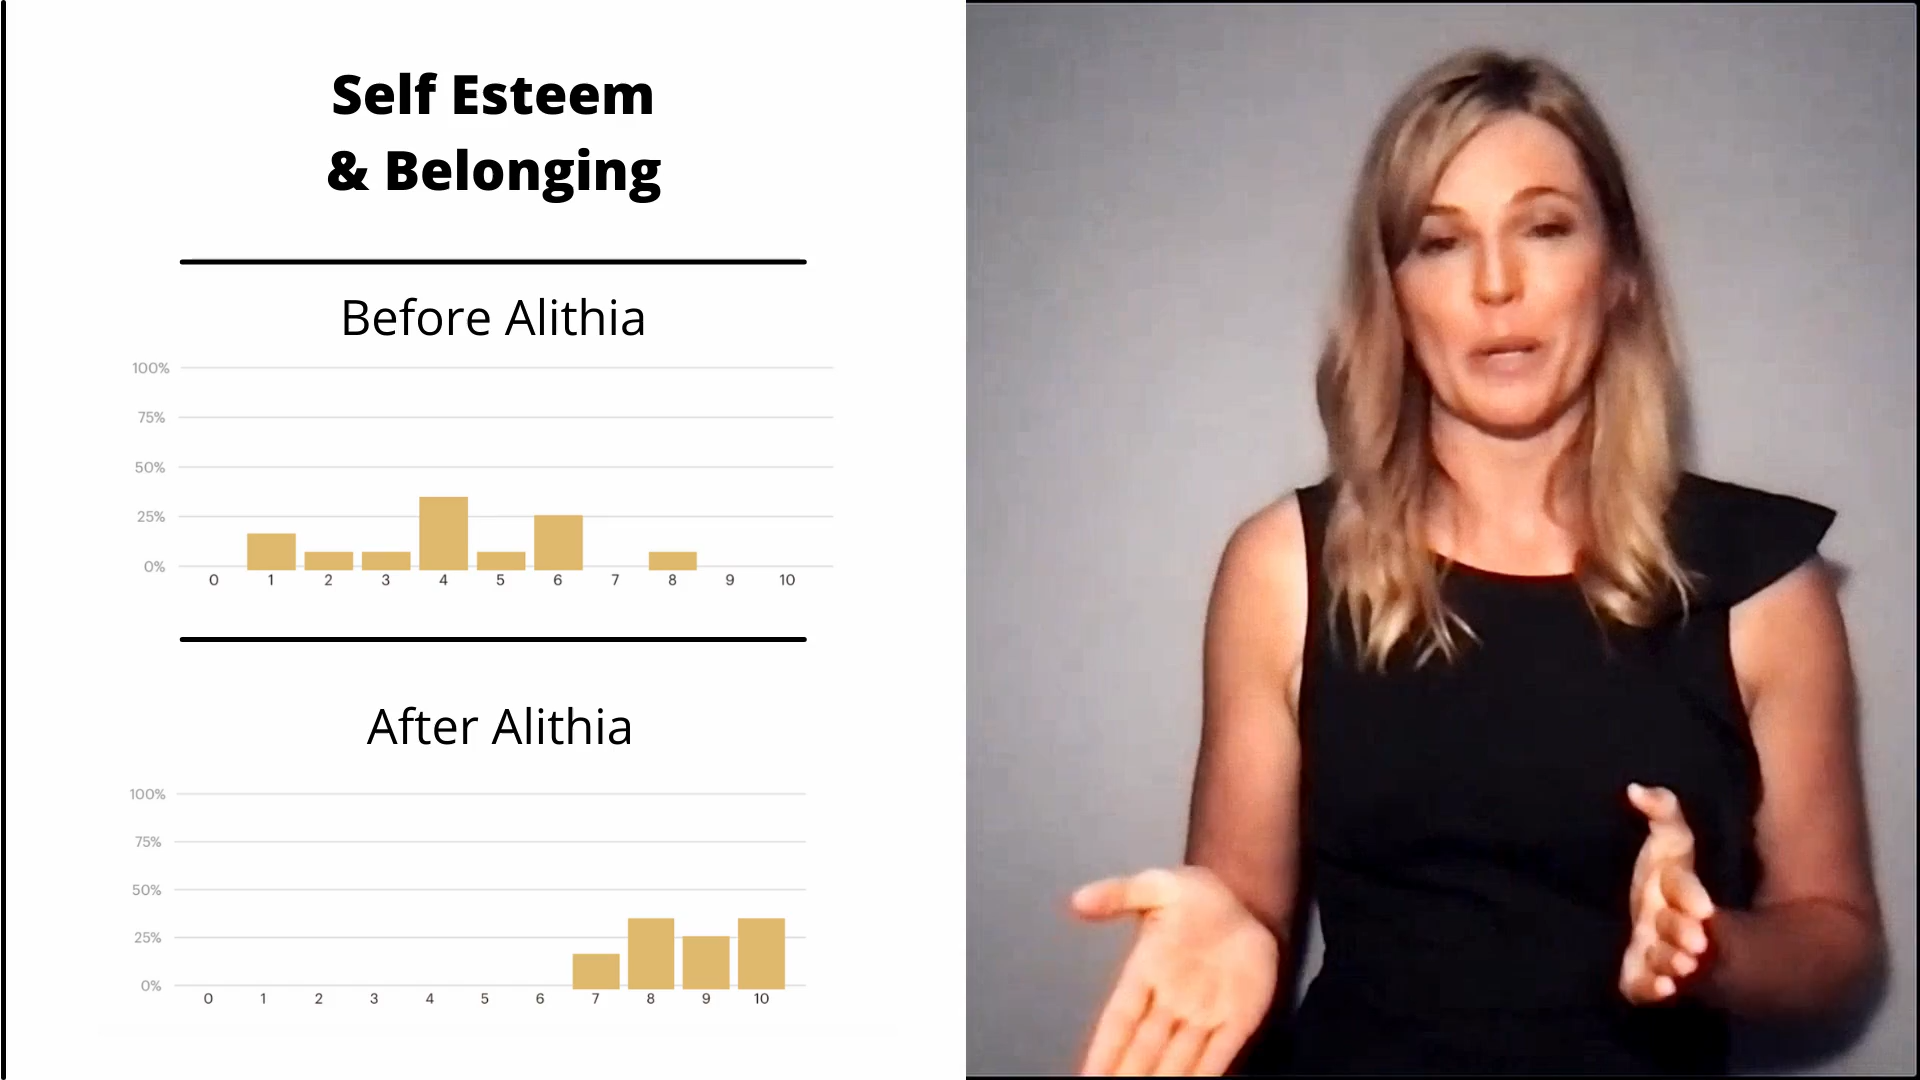 Self Esteem
& Belonging
Before Alithia
100%
75%
50%
25%
0%
0 1 2 3 4 5 6 7 8 9 10
After Alithia
100%
75%
50%
25%
0%
0 1 2 3 4 5 6 7 8 9 10